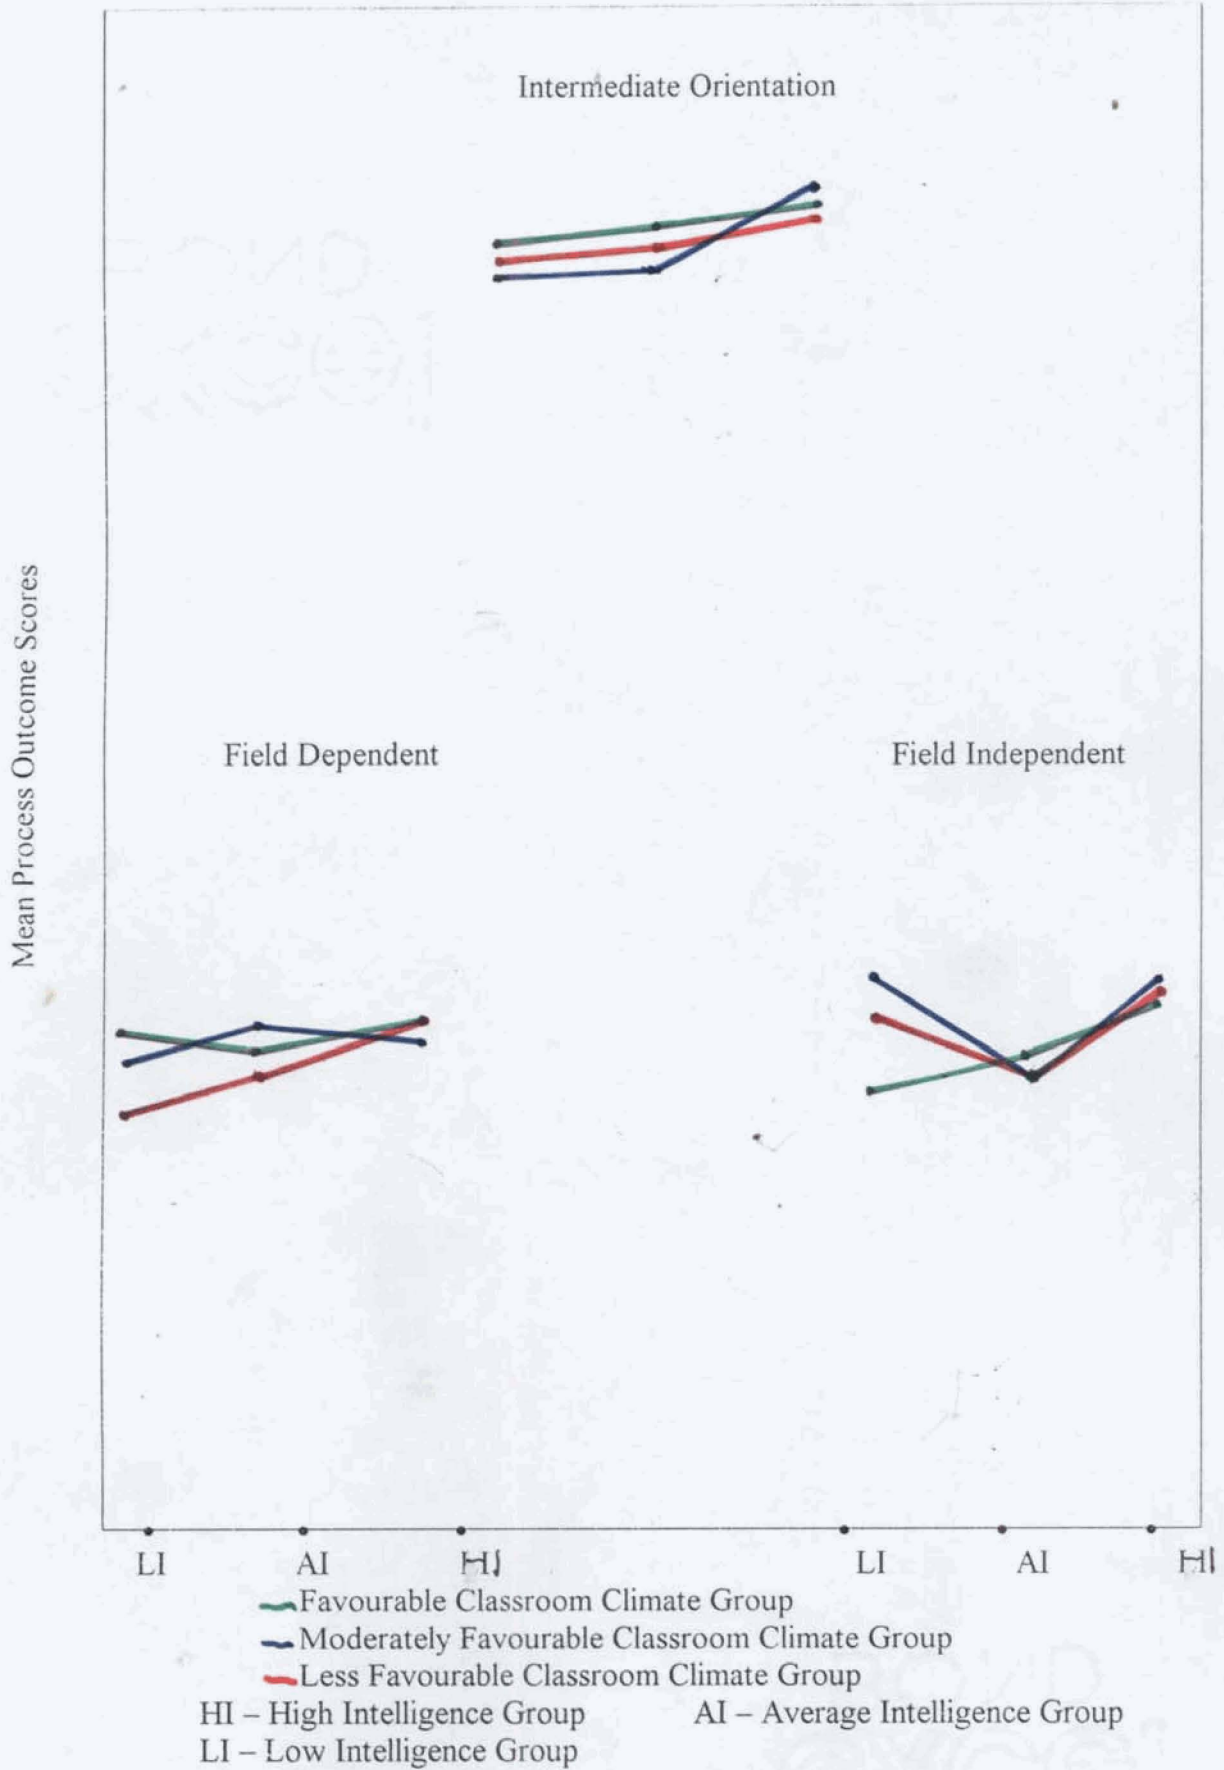 Intermediate Orientation
Mean Process Outcome Scores
Field Dependent
Field Independent
LI AI HI LI AI HI
Favourable Classroom Climate Group
Moderately Favourable Classroom Climate Group
Less Favourable Classroom Climate Group
HI – High Intelligence Group AI – Average Intelligence Group
LI – Low Intelligence Group